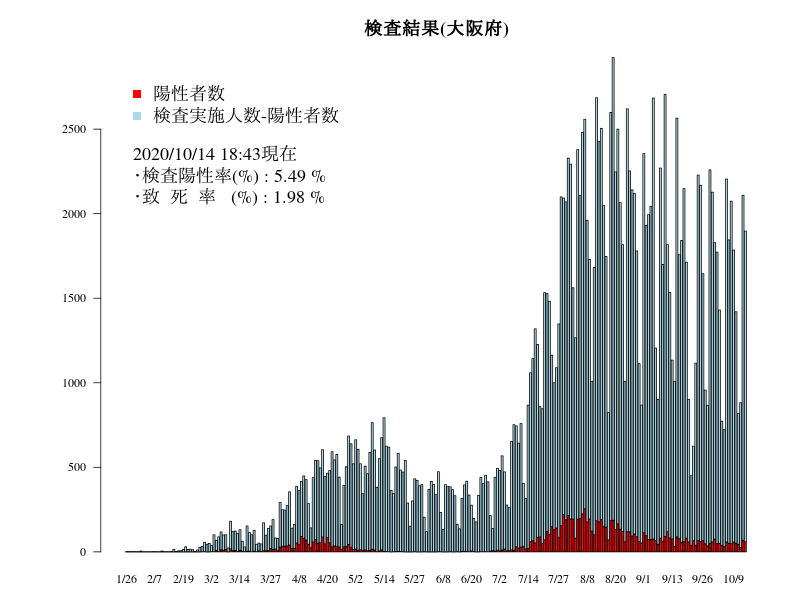 検査結果(大阪府)
陽性者数
検査実施人数-陽性者数
2020/10/14 18:43現在
・検査陽性率(%) : 5.49 %
・致 死 率 (%) : 1.98 %
2500
2000
1500
1000
500
0
1/26 2/7 2/19 3/2 3/14 3/27 4/8 4/20 5/2 5/14 5/27 6/8 6/20 7/2 7/14 7/27 8/8 8/20 9/1 9/13 9/26 10/9